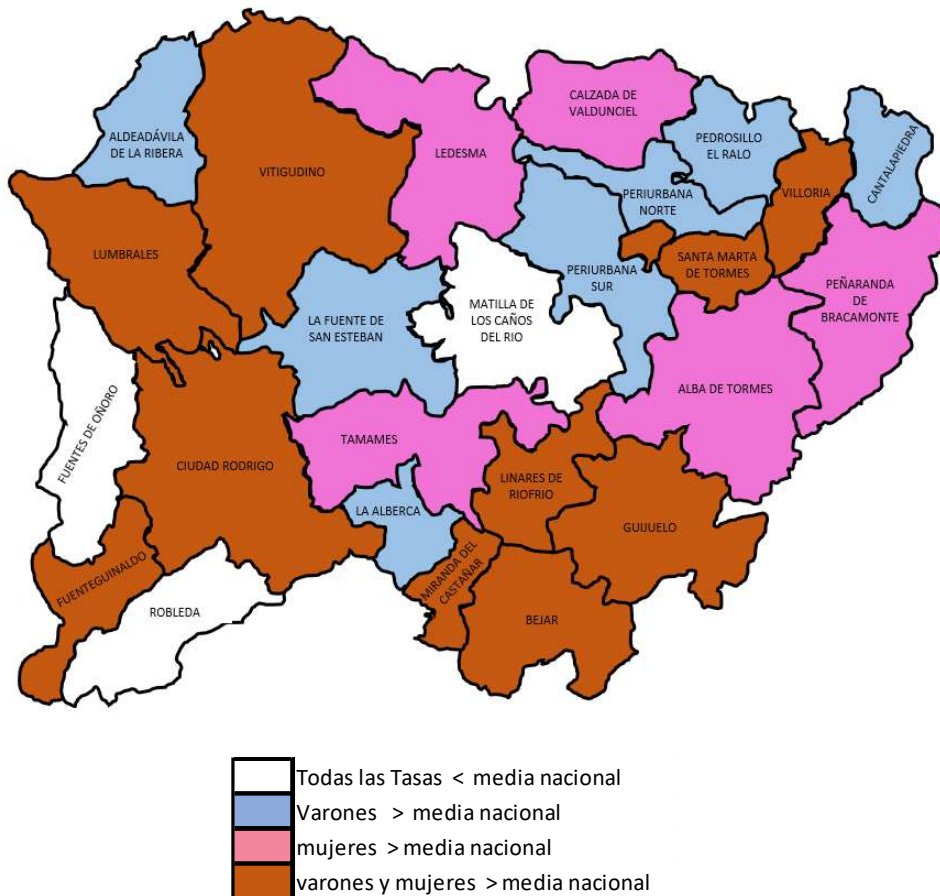 CALZADA DE
VALDUNCIEL
ALDEADÁVILA
DE LA RIBERA
PEDROSILLO
EL RALO
LEDESMA
VITIGUDINO
CANTALAPIEDRA
VILLORIA
PERIURBANA
NORTE
LUMBRALES
SANTA MARTA
DE TORMES
PERIURBANA
SUR
PEÑARANDA
DE
BRACAMONTE
MATILLA DE
LOS CAÑOS
DEL RIO
LA FUENTE DE
SAN ESTEBAN
ALBA DE TORMES
FUENTES DE OÑORO
TAMAMES
CIUDAD RODRIGO
LINARES DE
RIOFRIO
LA ALBERCA
GUIJUELO
FUENTEGUINALDO
MIRANDA DEL
CASTAÑAR
ROBLEDA
BEJAR
Todas las Tasas < media nacional
Varones > media nacional
mujeres > media nacional
varones y mujeres > media nacional